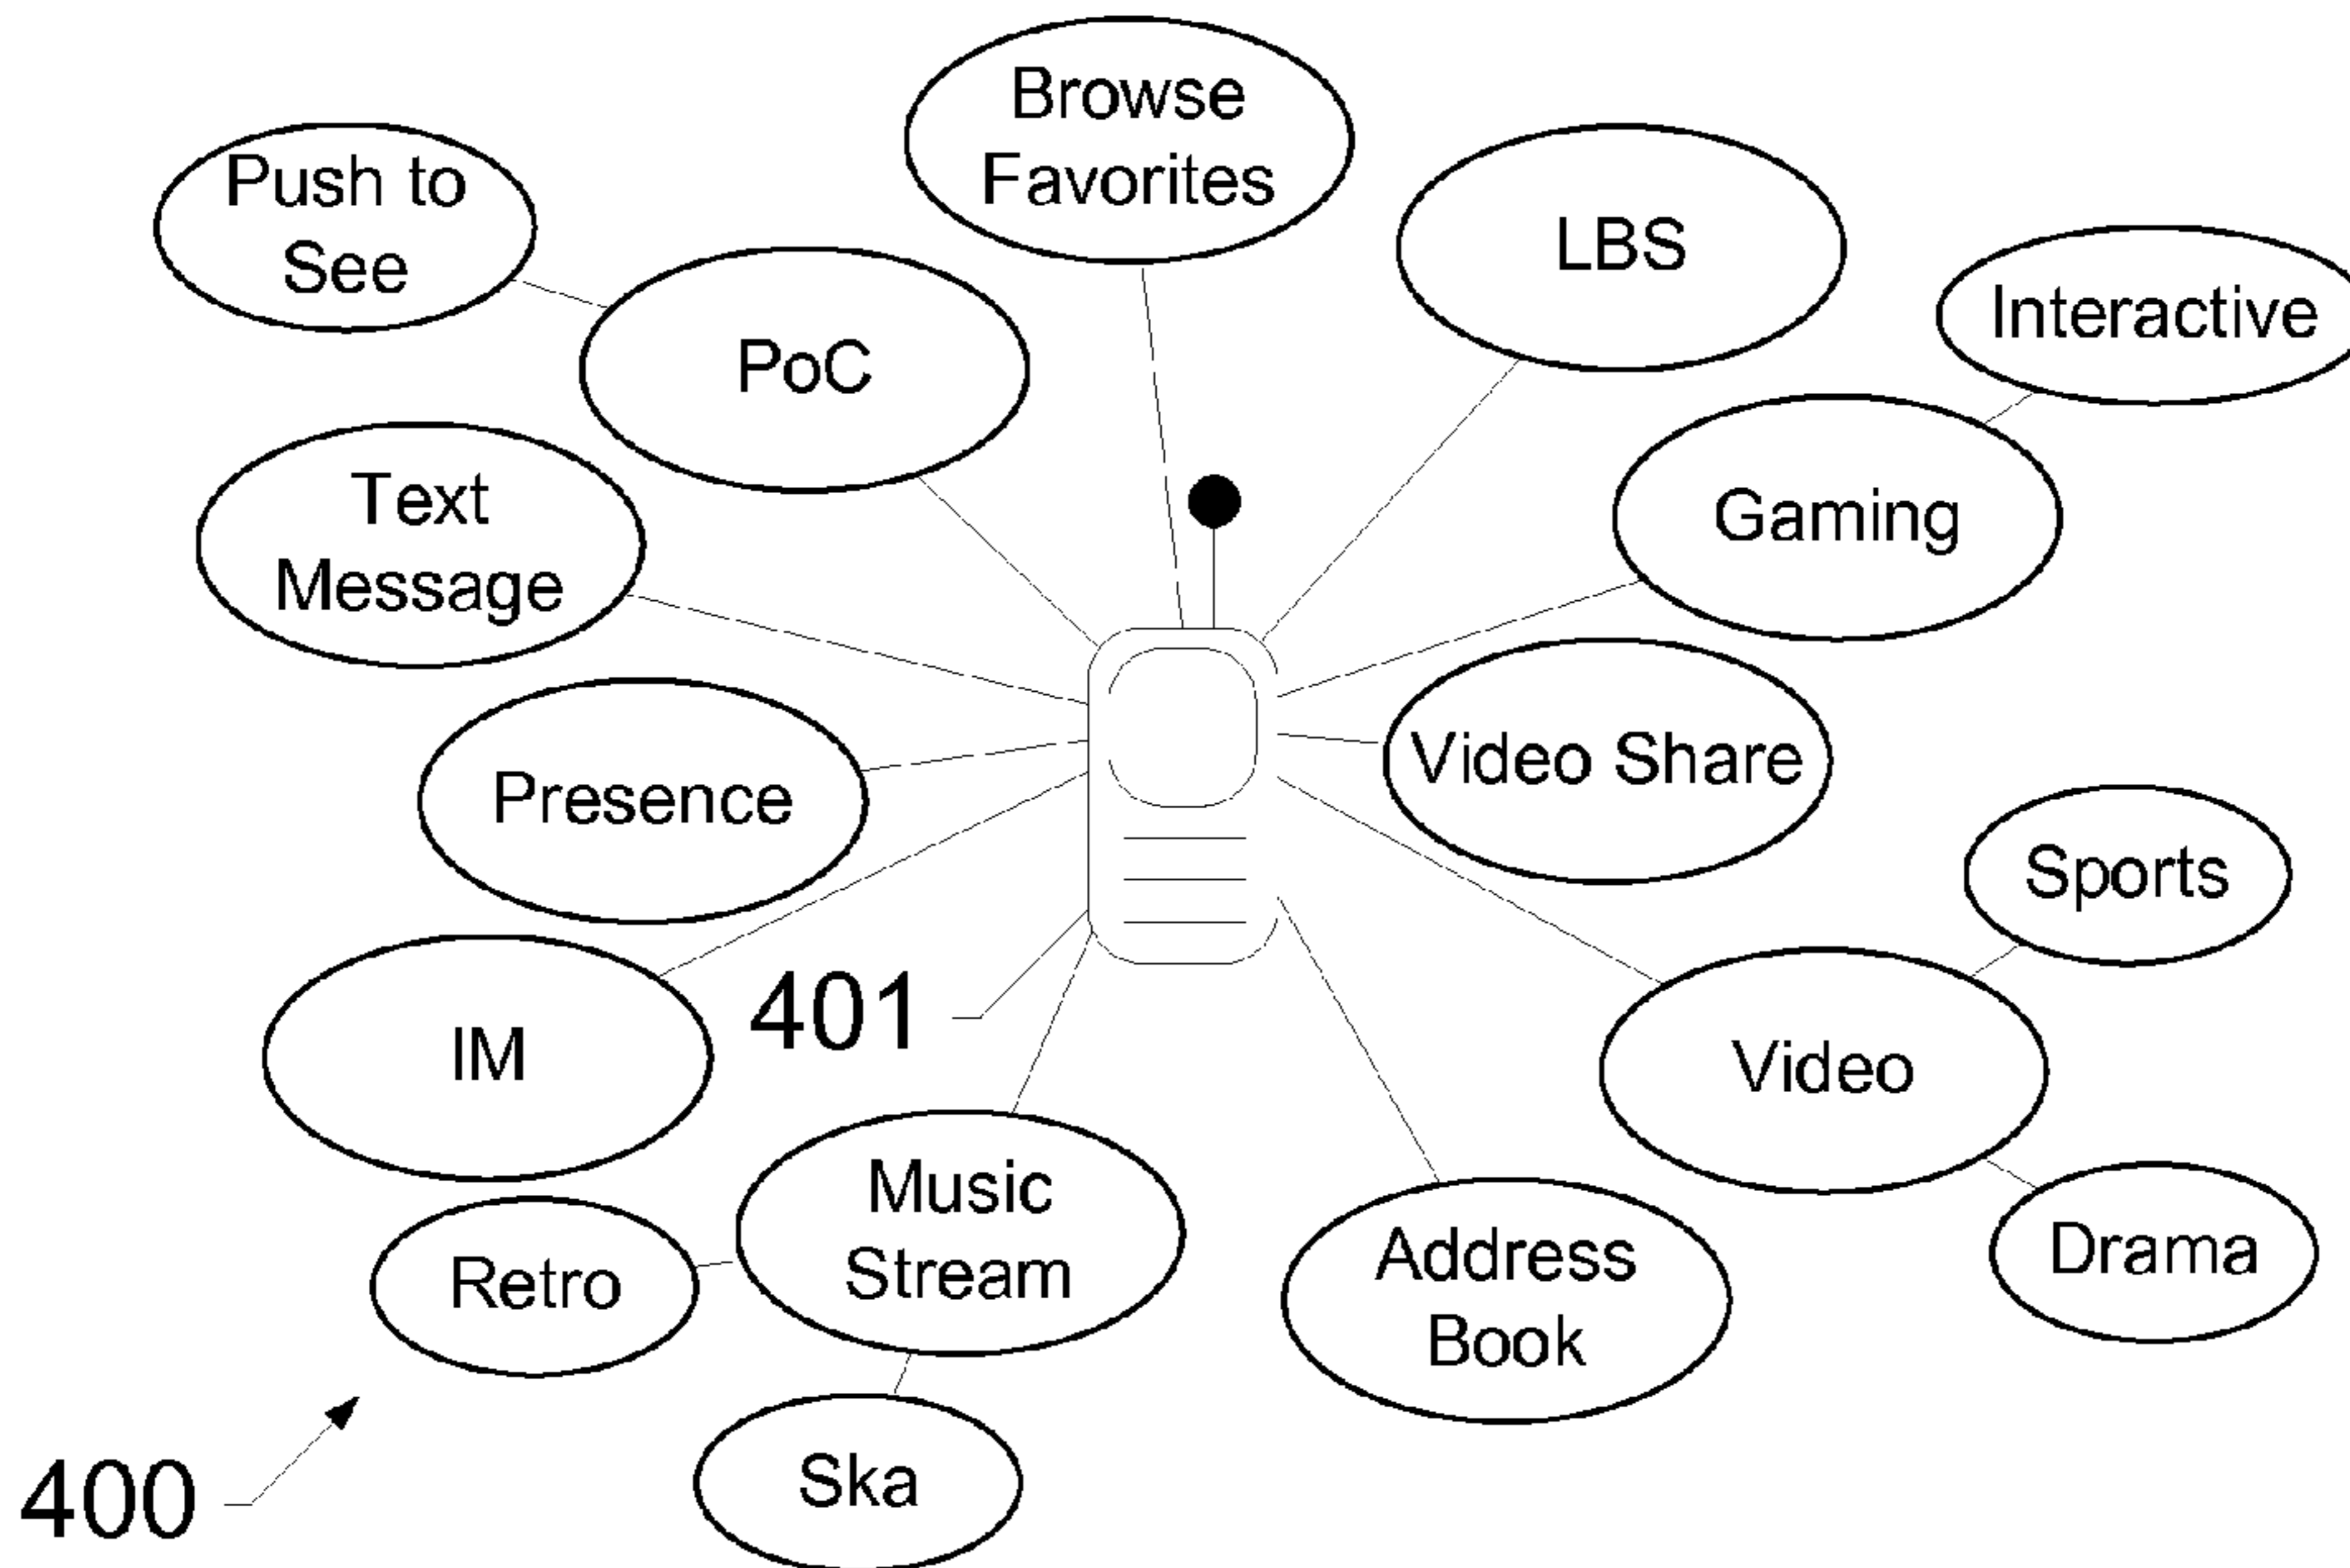 Browse
Favorites
Push to
See
LBS
Interactive
PoC
Text
Message
Gaming
Presence
Video Share
Sports
401
IM
Video
Music
Stream
Retro
Address
Book
Drama
400
Ska